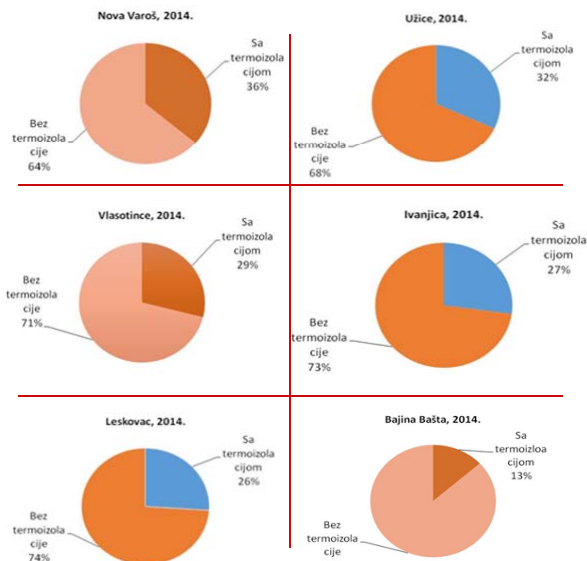 Nova Varoš, 2014.
Sa
termoizola
cijom
36%
Bez
termoizola
cije
64%
Užice, 2014.
Sa
termoizola
cijom
32%
Bez
termoizola
cije
68%
Vlasotince, 2014.
Sa
termoizola
cijom
29%
Bez
termoizola
cije
71%
Ivanjica, 2014.
Sa
termoizola
cijom
27%
Bez
termoizola
cije
73%
Leskovac, 2014.
Sa
termoizola
cijom
26%
Bez
termoizola
cije
74%
Bajina Bašta, 2014.
Sa
termoizloa
cijom
13%
Bez
termoizola
cije